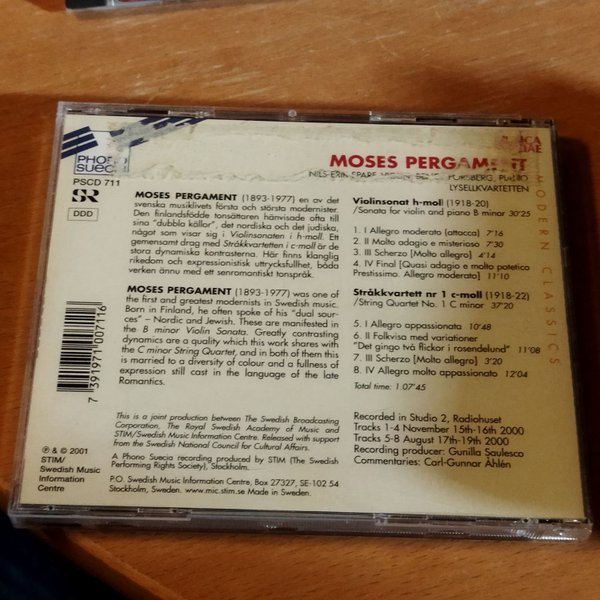 PHONO
SUECIA
PSCD 711
SR
DDD
MOSES PERGAMENT
LYSELLKVARTETTEN
MODERN CLASSICS
MOSES PERGAMENT (1893-1977) en av det
svenska musiklivets första och största modernister.
Den finlandsfödde tonsättaren hänvisade ofta till
sina "dubbla källor", det nordiska och det judiska,
något som visar sig i Violinsonaten i h-moll. Ett
gemensamt drag med Stråkkvartetten i c-moll är de
stora dynamiska kontrasterna. Här finns klanglig
rikedom och expressionistisk uttrycksfullhet, båda
verken ännu med ett senromantiskt tonspråk.
MOSES PERGAMENT (1893-1977) was one of
the first and greatest modernists in Swedish music.
Born in Finland, he often spoke of his "dual sour-
ces" – Nordic and Jewish. These are manifested in
the B minor Violin Sonata. Greatly contrasting
dynamics are a quality which this work shares with
the C minor String Quartet, and in both of them this
is married to a diversity of colour and a fullness of
expression still cast in the language of the late
Romantics.
7 391971 007116
This is a joint production between The Swedish Broadcasting
Corporation, The Royal Swedish Academy of Music and
STIM/Swedish Music Information Centre. Released with support
from the Swedish National Council for Cultural Affairs.
A Phono Suecia recording produced by STIM (The Swedish
Performing Rights Society), Stockholm.
P.O. Swedish Music Information Centre, Box 27327, SE-102 54
Stockholm, Sweden. www.mic.stim.se Made in Sweden.
℗ & © 2001
STIM/
Swedish Music
Information
Centre
Violinsonat h-moll (1918-20)
/Sonata for violin and piano B minor 30'25
1. I Allegro moderato (attacca) 7'16
2. II Molto adagio e misterioso 7'30
3. III Scherzo [Molto allegro] 4'14
4. IV Final [Quasi adagio e molto potetico
Prestissimo. Allegro moderato] 11'10
Stråkkvartett nr 1 c-moll (1918-22)
/String Quartet No. 1 C minor 37'20
5. I Allegro appassionata 10'48
6. II Folkvisa med variationer
"Det gingo två flickor i rosendelund" 11'08
7. III Scherzo [Molto allegro] 3'20
8. IV Allegro molto appassionato 12'04
Total time: 1.07'45
Recorded in Studio 2, Radiohuset
Tracks 1-4 November 15th-16th 2000
Tracks 5-8 August 17th-19th 2000
Recording producer: Gunilla Saulesco
Commentaries: Carl-Gunnar Åhlén